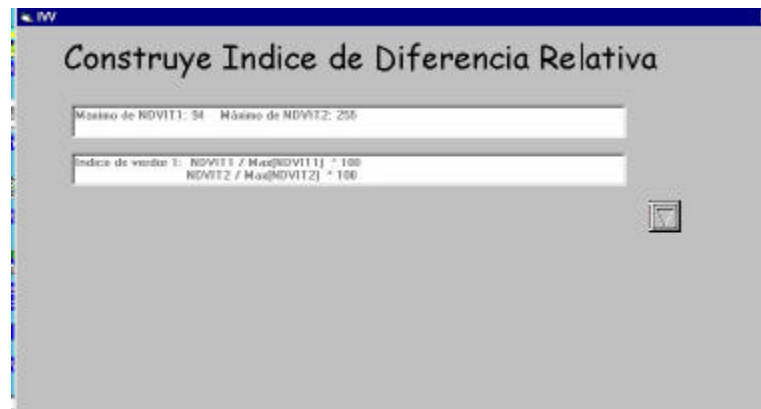 IVV
Construye Indice de Diferencia Relativa
Maximo de NDVIT1: 94 Máximo de NDVIT2: 255
Indice de verdor 1: NDVIT1 / Max(NDVIT1) * 100
NDVIT2 / Max(NDVIT2) * 100